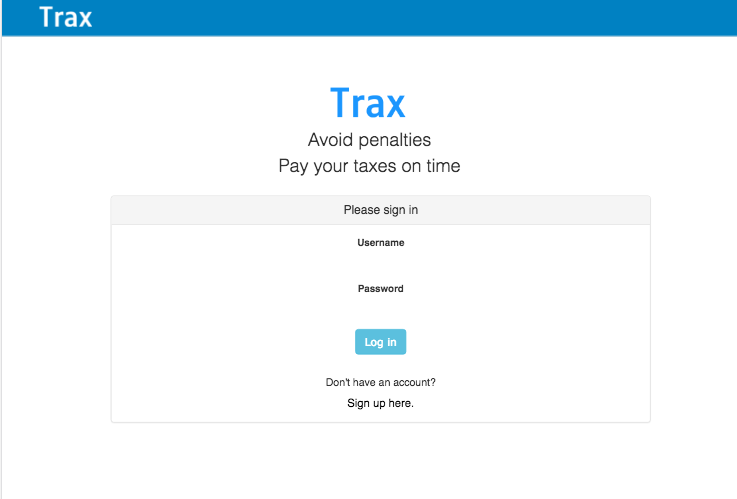 Trax
Trax
Avoid penalties
Pay your taxes on time
Please sign in
Username
Password
Log in
Don't have an account?
Sign up here.